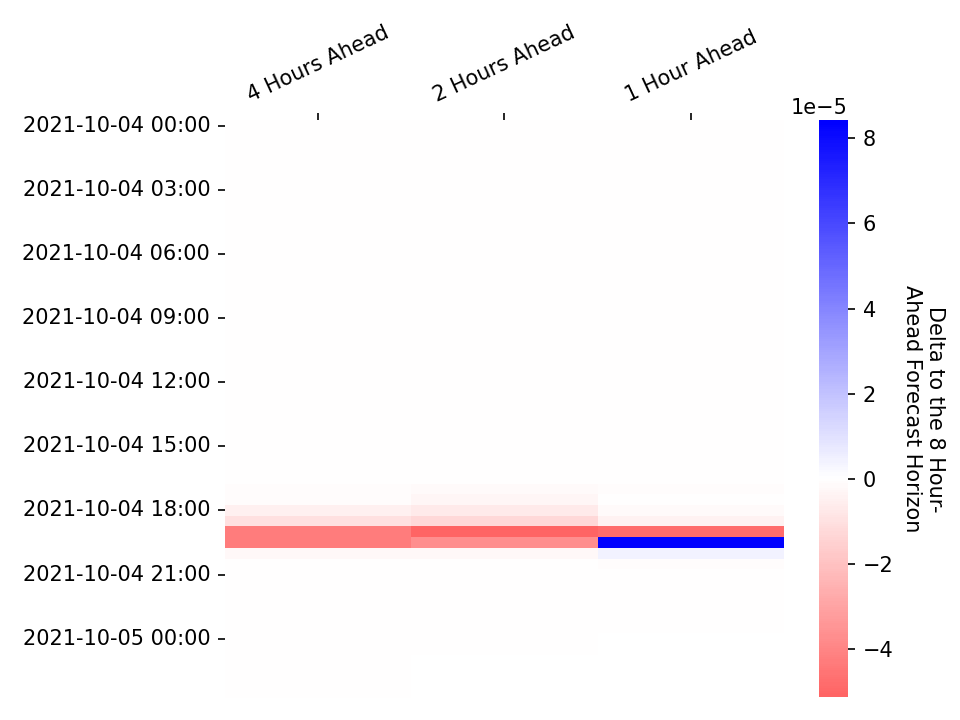 4 Hours Ahead
2 Hours Ahead
1 Hour Ahead
1e−5
2021-10-04 00:00
2021-10-04 03:00
2021-10-04 06:00
2021-10-04 09:00
2021-10-04 12:00
2021-10-04 15:00
2021-10-04 18:00
2021-10-04 21:00
2021-10-05 00:00
8
6
4
2
0
−2
−4
Delta to the 8 Hour-
Ahead Forecast Horizon